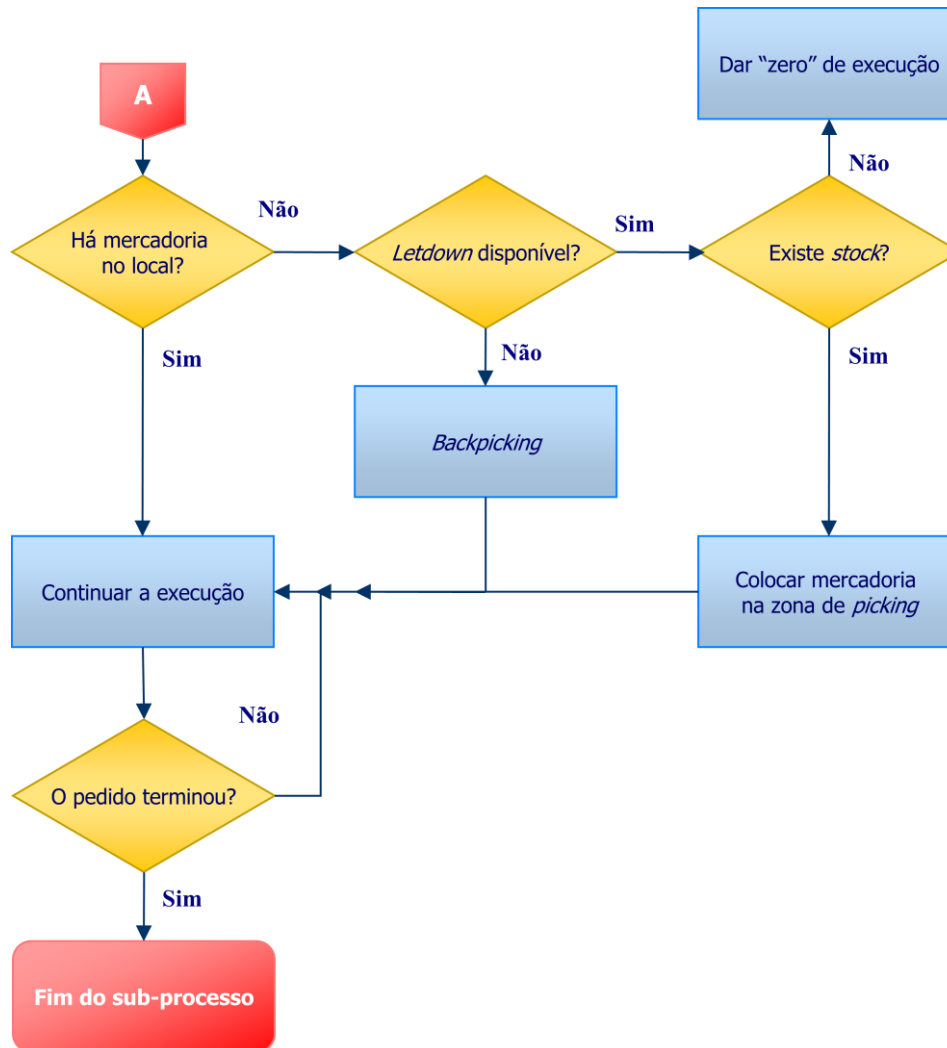 Dar “zero” de execução
A
Não
Não
Sim
Há mercadoria
no local?
Letdown disponível?
Existe stock?
Sim
Não
Sim
Backpicking
Continuar a execução
Colocar mercadoria
na zona de picking
Não
O pedido terminou?
Sim
Fim do sub-processo